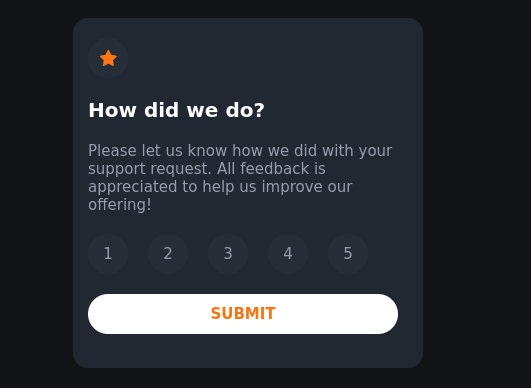 How did we do?
Please let us know how we did with your
support request. All feedback is
appreciated to help us improve our
offering!
1 2 3 4 5
SUBMIT